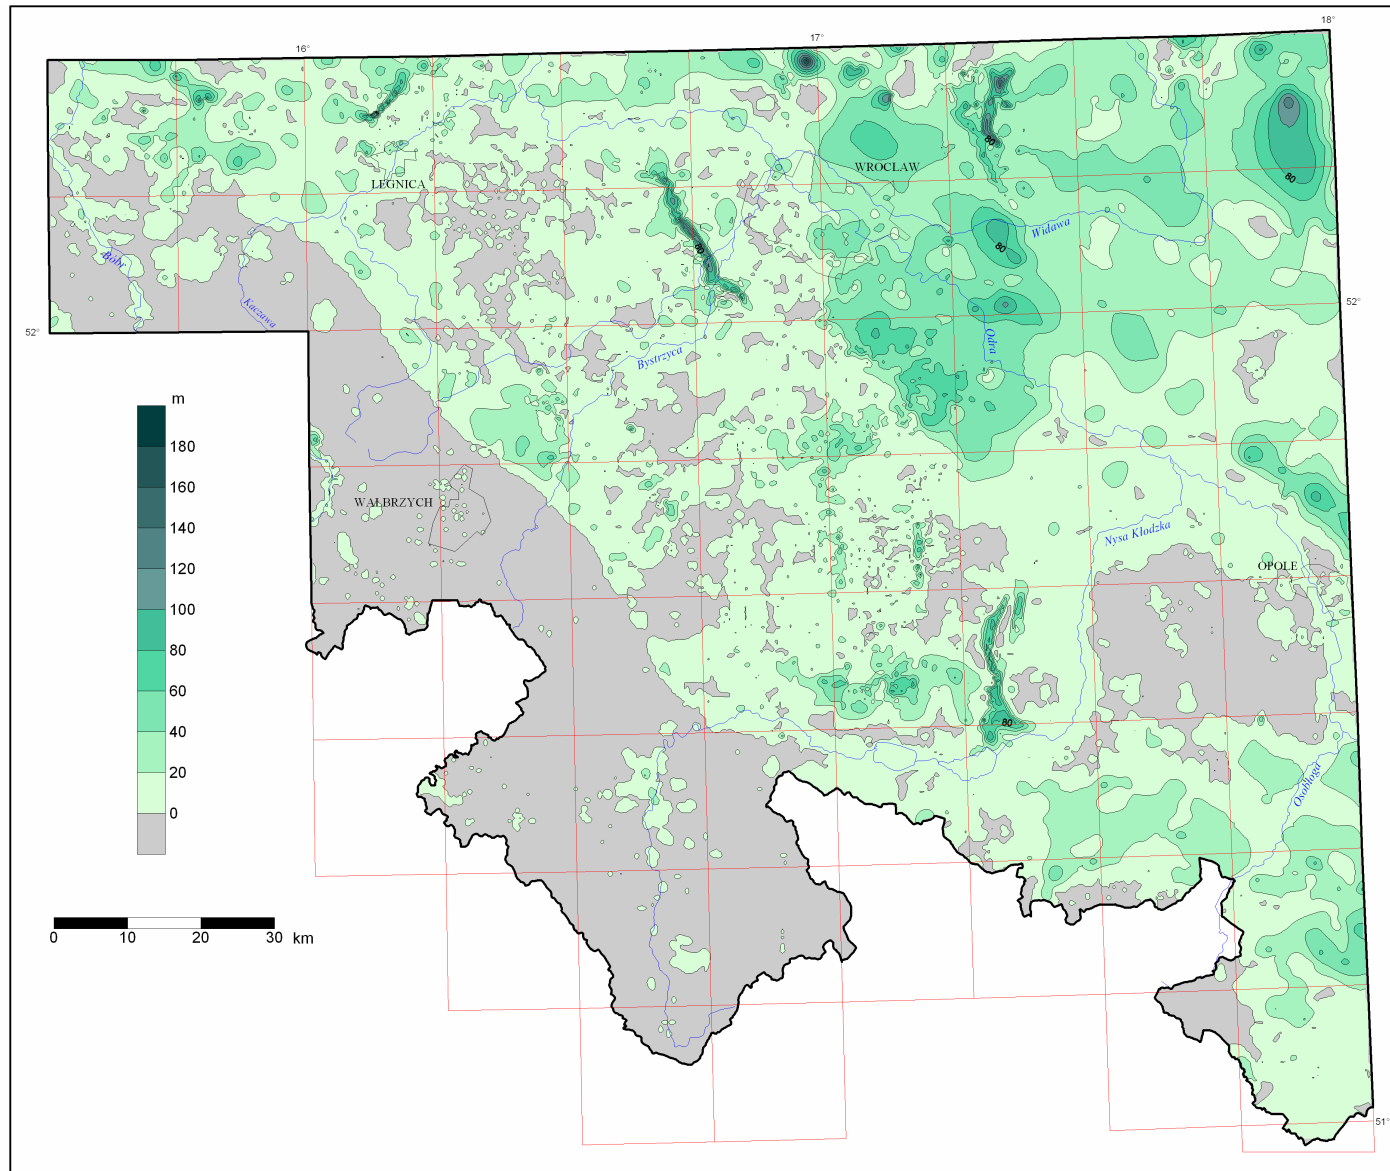 16°
17°
18°
LEGNICA
WROCŁAW
80
80
Bóbr
80
Widawa
80
Kaczawa
52°
52°
Odra
Bystrzyca
m
180
160
140
120
100
80
60
40
20
0
WAŁBRZYCH
Nysa Kłodzka
OPOLE
80
Osobłoga
0 10 20 30 km
51°